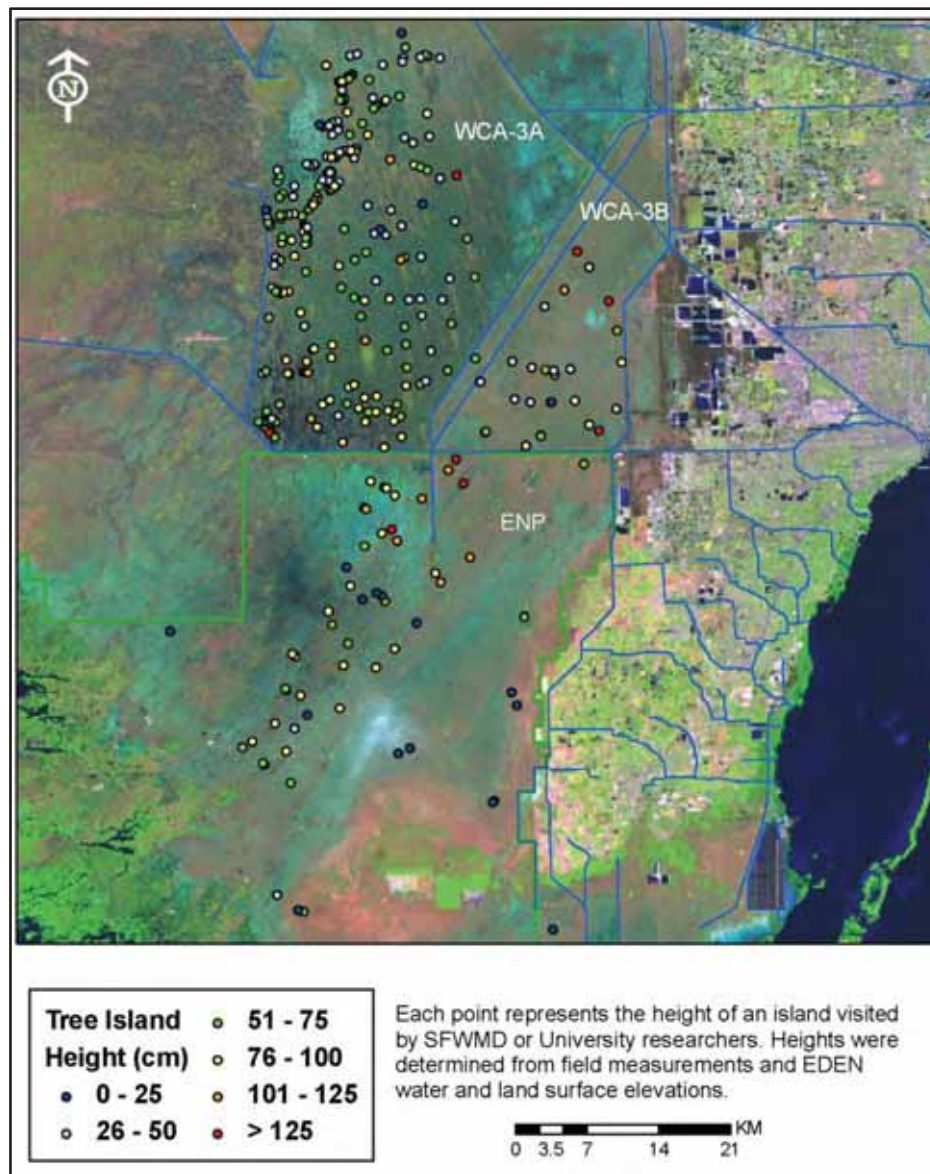 N
WCA-3A
WCA-3B
ENP
Tree Island
Height (cm)
0 - 25
26 - 50
51 - 75
76 - 100
101 - 125
> 125
Each point represents the height of an island visited
by SFWMD or University researchers. Heights were
determined from field measurements and EDEN
water and land surface elevations.
KM
0 3.5 7 14 21